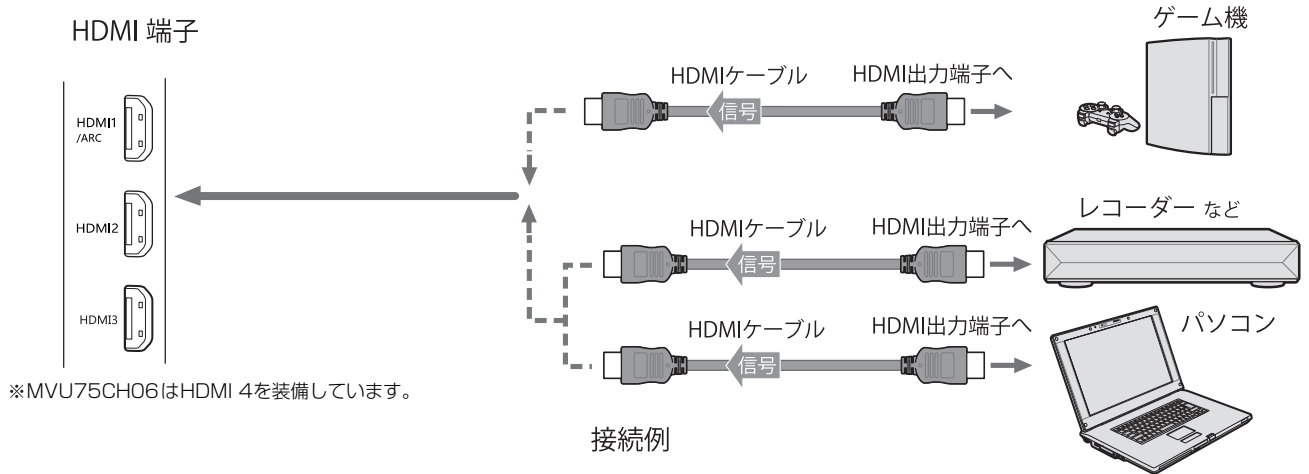 HDMI 端子
HDMI1
/ARC
HDMI2
HDMI3
※MVU75CH06はHDMI 4を装備しています。
ゲーム機
HDMIケーブル
HDMI出力端子へ
信号
レコーダー など
HDMIケーブル
HDMI出力端子へ
信号
パソコン
HDMIケーブル
HDMI出力端子へ
信号
接続例